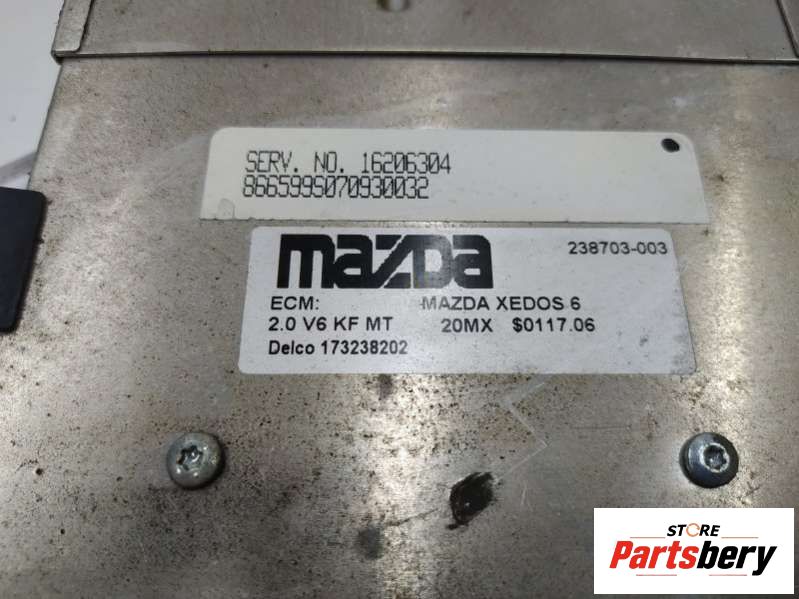 SERV. NO. 16206304
866599S070930032
mazda 238703-003
ECM: MAZDA XEDOS 6
2.0 V6 KF MT 20MX $0117.06
Delco 173238202
STORE
Partsbery